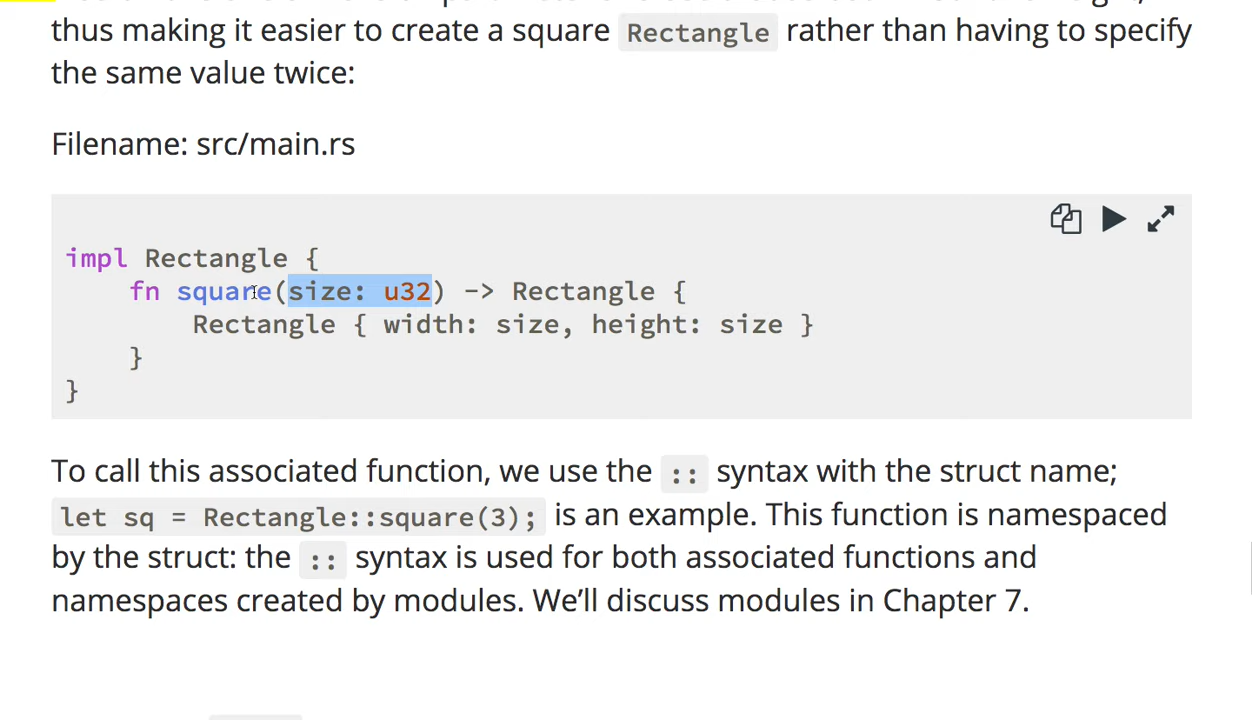 thus making it easier to create a square Rectangle rather than having to specify
the same value twice:
Filename: src/main.rs
impl Rectangle {
    fn square(size: u32) -> Rectangle {
        Rectangle { width: size, height: size }
    }
}
To call this associated function, we use the :: syntax with the struct name;
let sq = Rectangle::square(3); is an example. This function is namespaced
by the struct: the :: syntax is used for both associated functions and
namespaces created by modules. We’ll discuss modules in Chapter 7.